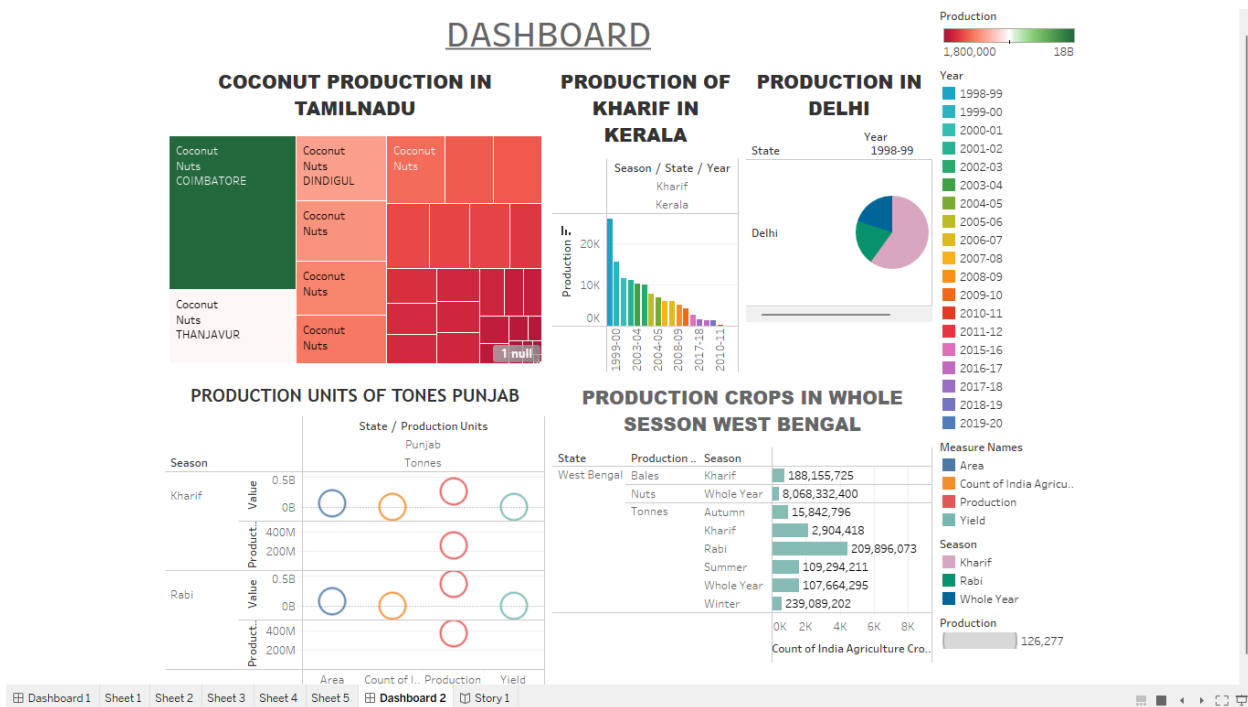 DASHBOARD
COCONUT PRODUCTION IN
TAMILNADU
Coconut
Nuts
COIMBATORE
Coconut
Nuts
THANJAVUR
Coconut
Nuts
DINDIGUL
Coconut
Nuts
Coconut
Nuts
Coconut
Nuts
Coconut
Nuts
1 null
PRODUCTION OF
KHARIF IN
KERALA
Season / State / Year
Kharif
Kerala
Production
20K
10K
0K
1999-00
2003-04
2004-05
2008-09
2017-18
2010-11
PRODUCTION IN
DELHI
Year
State
1998-99
Delhi
PRODUCTION UNITS OF TONES PUNJAB
State / Production Units
Punjab
Season
Tonnes
Kharif
Value
0.5B
0B
Product..
400M
200M
Rabi
Value
0.5B
0B
Product..
400M
200M
Area
Count of I..
Production
Yield
PRODUCTION CROPS IN WHOLE
SESSON WEST BENGAL
State
Production ..
Season
West Bengal
Bales
Kharif
188,155,725
Nuts
Whole Year
8,068,332,400
Tonnes
Autumn
15,842,796
Kharif
2,904,418
Rabi
209,896,073
Summer
109,294,211
Whole Year
107,664,295
Winter
239,089,202
0K
2K
4K
6K
8K
Count of India Agriculture Cro..
Production
1,800,000
18B
Year
1998-99
1999-00
2000-01
2001-02
2002-03
2003-04
2004-05
2005-06
2006-07
2007-08
2008-09
2009-10
2010-11
2011-12
2015-16
2016-17
2017-18
2018-19
2019-20
Measure Names
Area
Count of India Agricu..
Production
Yield
Season
Kharif
Rabi
Whole Year
Production
126,277
Dashboard 1
Sheet 1
Sheet 2
Sheet 3
Sheet 4
Sheet 5
Dashboard 2
Story 1